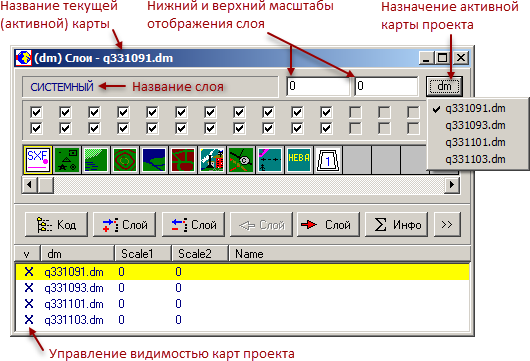 Название текущей
(активной) карты
Нижний и верхний масштабы
отображения слоя
Назначение активной
карты проекта
(dm) Слои - q331091.dm
СИСТЕМНЫЙ
Название слоя
0
0
dm
q331091.dm
q331093.dm
q331101.dm
q331103.dm
SXF
НЕВА
1
Код
Слой
Слой
Слой
Слой
Σ Инфо
>>
v dm Scale1 Scale2 Name
X q331091.dm 0 0
X q331093.dm 0 0
X q331101.dm 0 0
X q331103.dm 0 0
Управление видимостью карт проекта